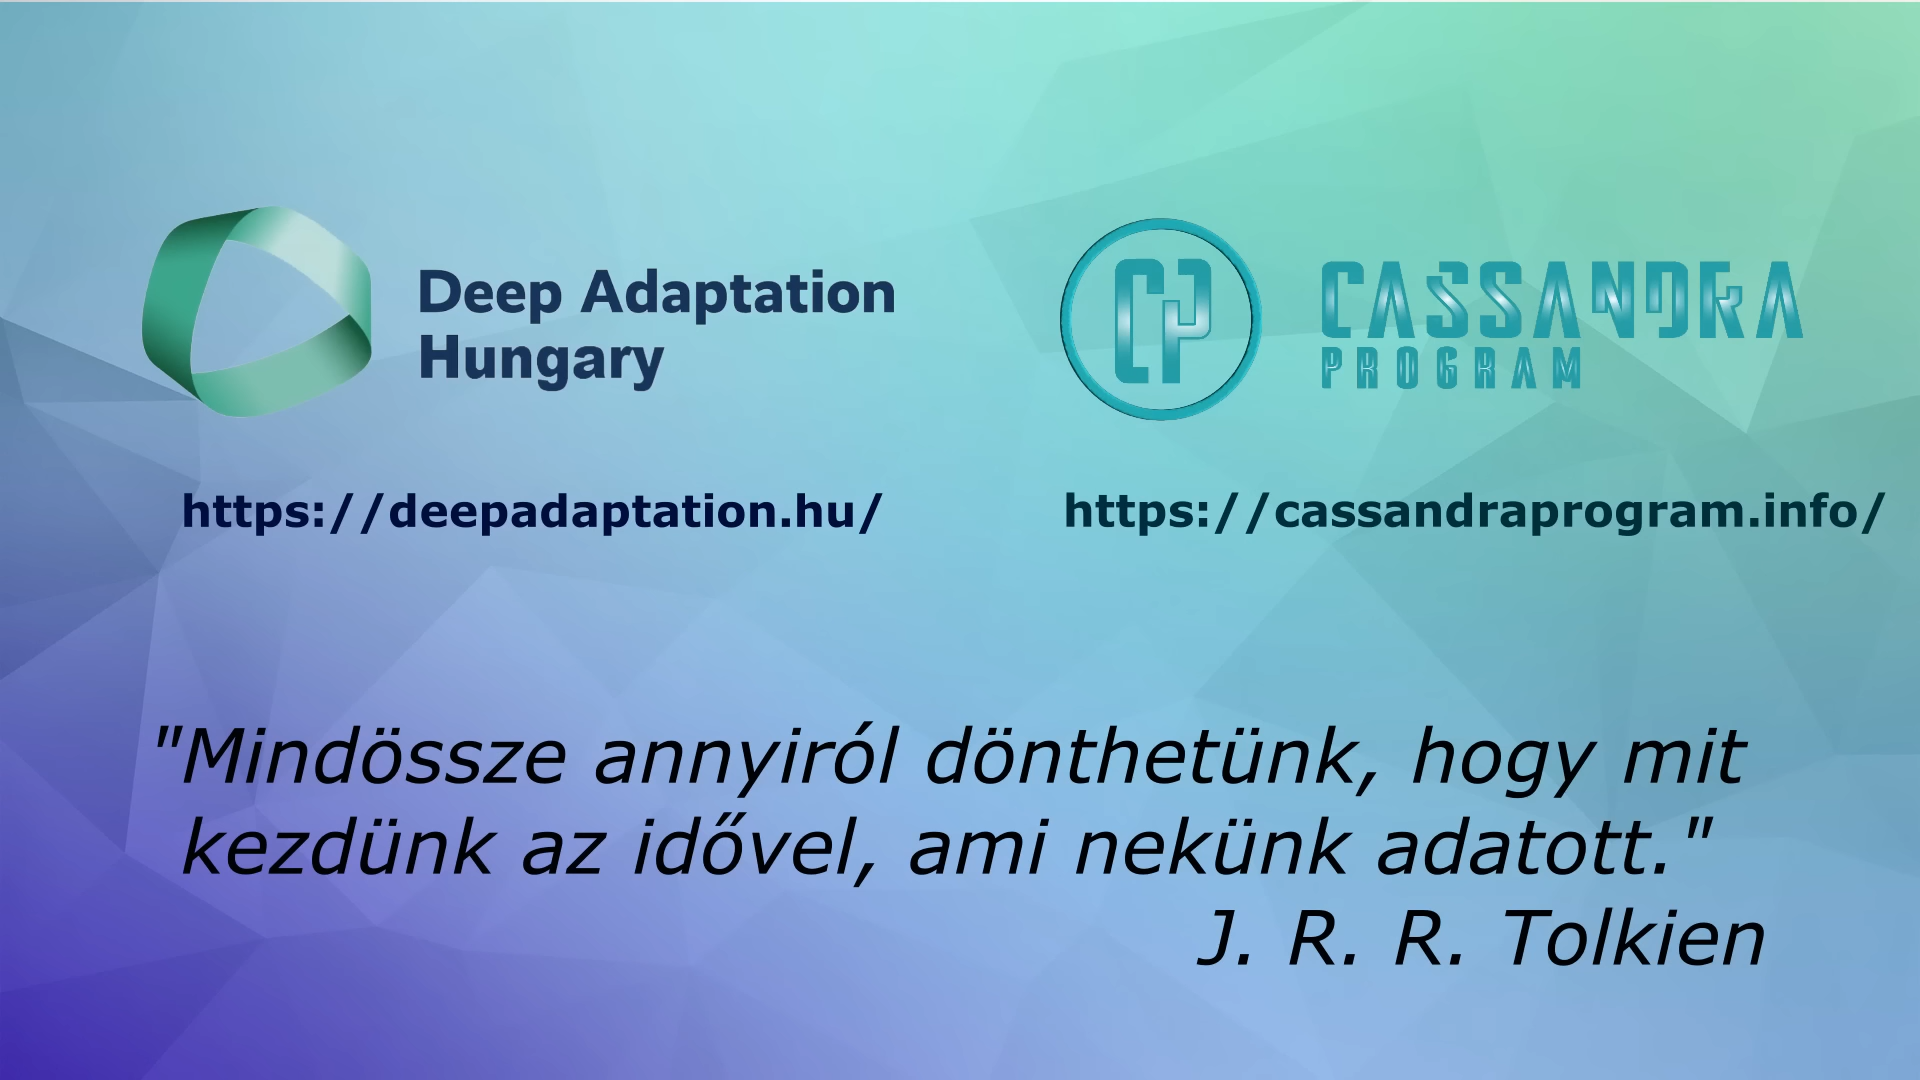 Deep Adaptation
Hungary
https://deepadaptation.hu/
CP
CASSANDRA
PROGRAM
https://cassandraprogram.info/
"Mindössze annyiról dönthetünk, hogy mit
kezdünk az idővel, ami nekünk adatott."
J. R. R. Tolkien